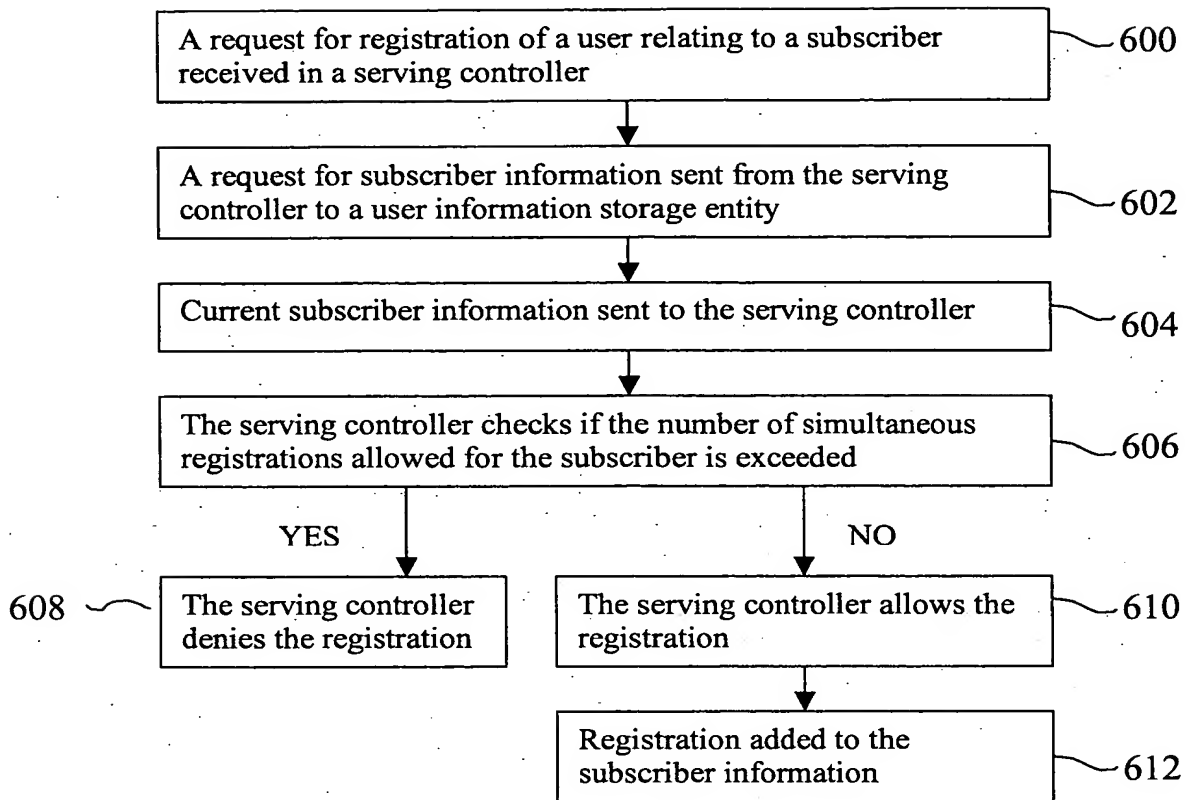 A request for registration of a user relating to a subscriber
received in a serving controller
600
A request for subscriber information sent from the serving
controller to a user information storage entity
602
Current subscriber information sent to the serving controller
604
The serving controller checks if the number of simultaneous
registrations allowed for the subscriber is exceeded
606
YES
NO
608
The serving controller
denies the registration
The serving controller allows the
registration
610
Registration added to the
subscriber information
612